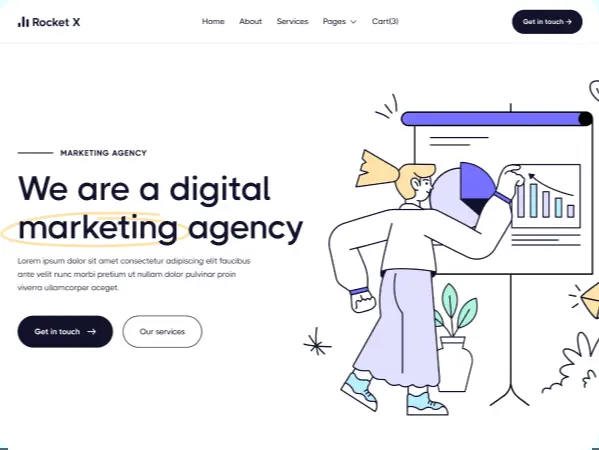 Rocket X
Home About Services Pages Cart(3)
Get in touch →
MARKETING AGENCY
We are a digital
marketing agency
Lorem ipsum dolor sit amet consectetur adipiscing elit faucibus
ante velit nunc morbi pretium ut nullam dolor pulvinar proin
viverra ullamcorper aceget.
Get in touch →
Our services